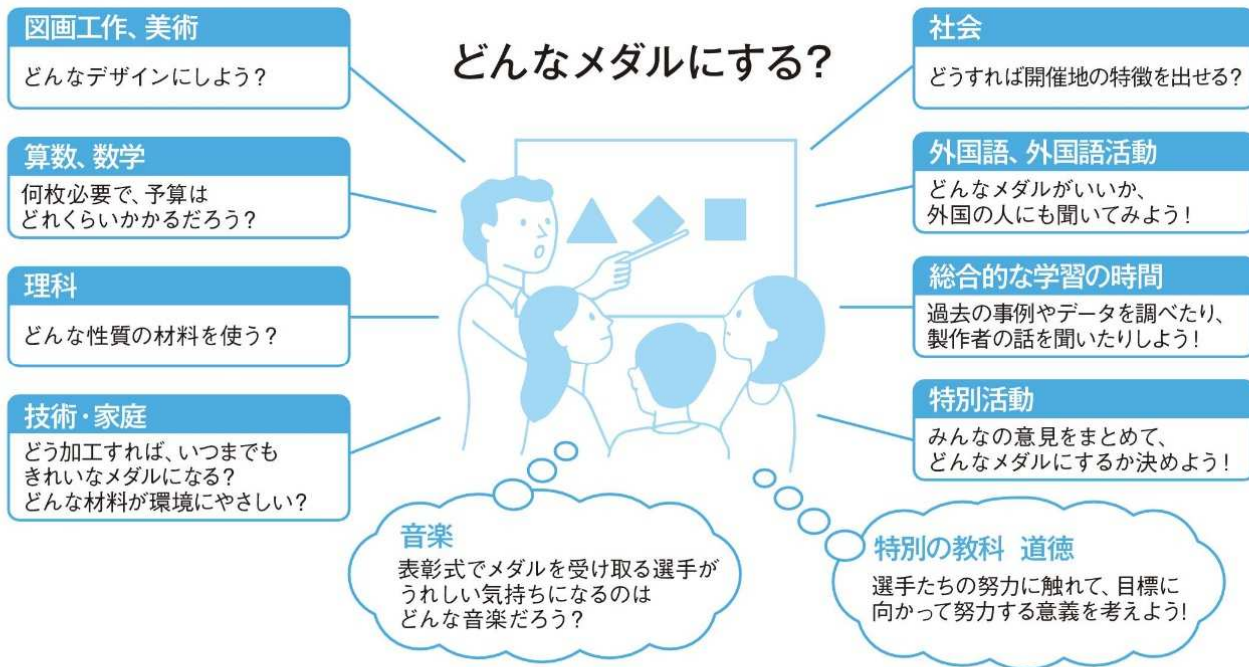 どんなメダルにする?
図画工作、美術
どんなデザインにしよう?
算数、数学
何枚必要で、予算は
どれくらいかかるだろう?
理科
どんな性質の材料を使う?
技術・家庭
どう加工すれば、いつまでも
きれいなメダルになる?
どんな材料が環境にやさしい?
社会
どうすれば開催地の特徴を出せる?
外国語、外国語活動
どんなメダルがいいか、
外国の人にも聞いてみよう!
総合的な学習の時間
過去の事例やデータを調べたり、
製作者の話を聞いたりしよう!
特別活動
みんなの意見をまとめて、
どんなメダルにするか決めよう!
音楽
表彰式でメダルを受け取る選手が
うれしい気持ちになるのは
どんな音楽だろう?
特別の教科 道徳
選手たちの努力に触れて、目標に
向かって努力する意義を考えよう!